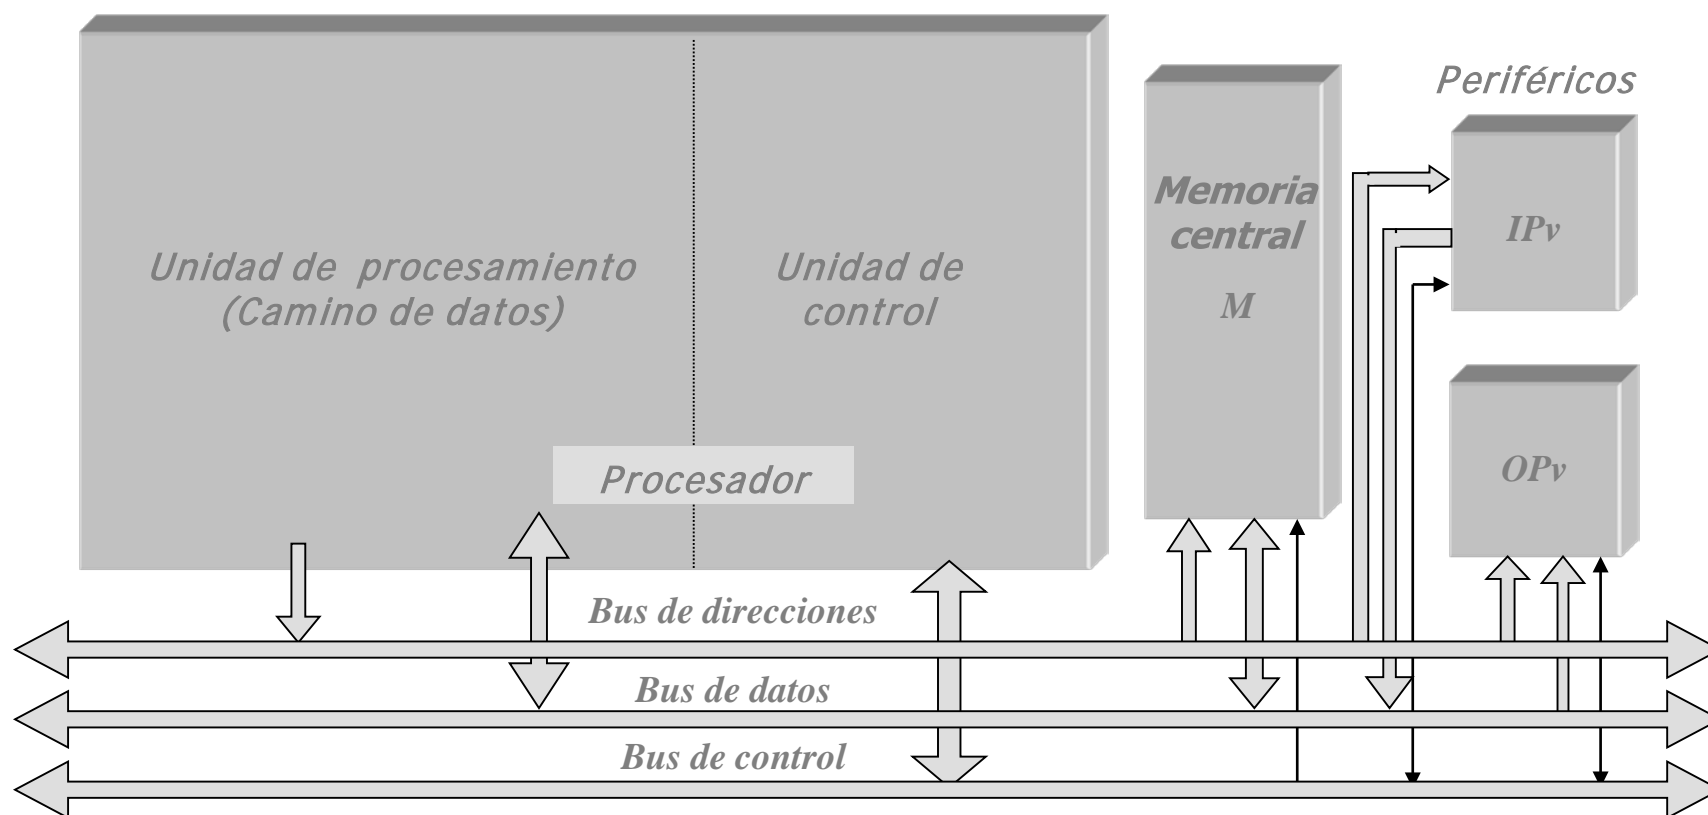 Periféricos
Memoria
central
M
IPv
Unidad de procesamiento
(Camino de datos)
Unidad de
control
OPv
Procesador
Bus de direcciones
Bus de datos
Bus de control